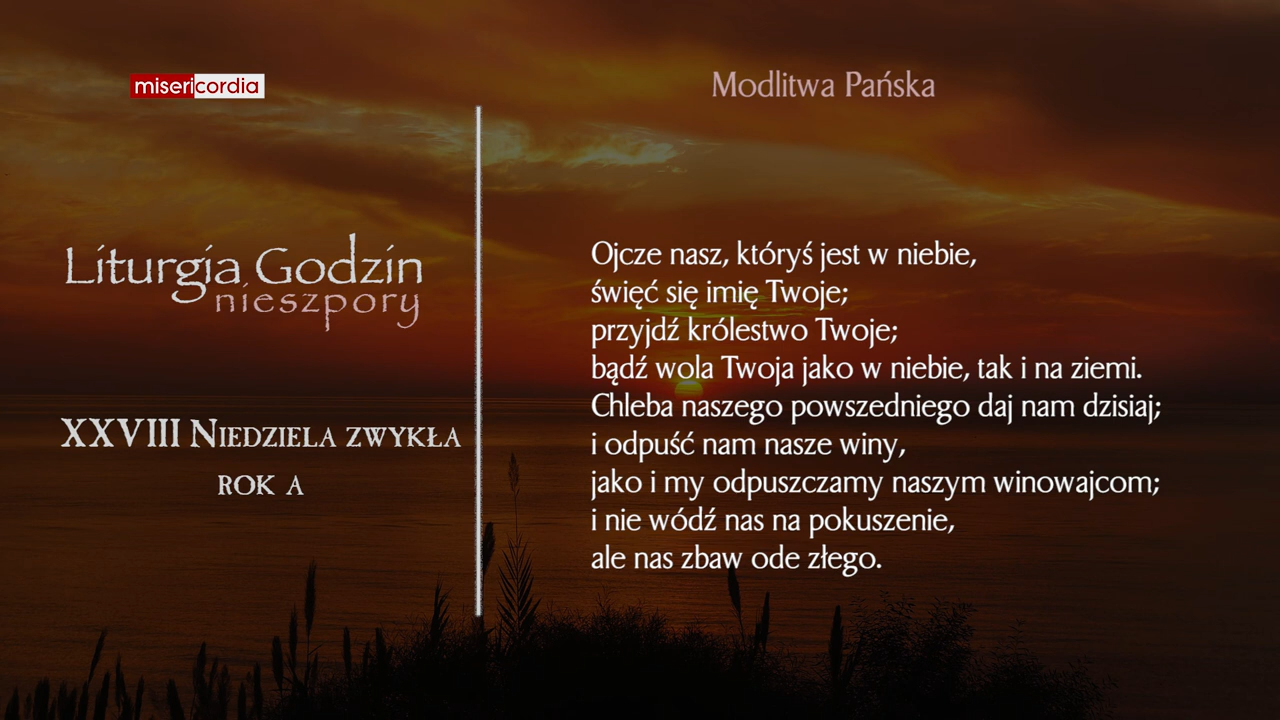 misericordia
Liturgia Godzin
nieszpory
XXVIII Niedziela zwykła
rok a
Modlitwa Pańska
Ojcze nasz, któryś jest w niebie,
święć się imię Twoje;
przyjdź królestwo Twoje;
bądź wola Twoja jako w niebie, tak i na ziemi.
Chleba naszego powszedniego daj nam dzisiaj;
i odpuść nam nasze winy,
jako i my odpuszczamy naszym winowajcom;
i nie wódź nas na pokuszenie,
ale nas zbaw ode złego.